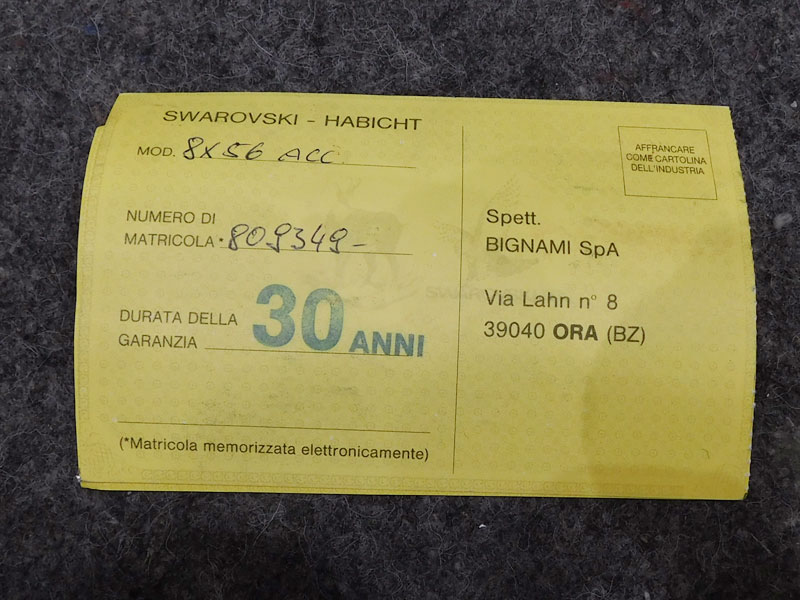 SWAROVSKI - HABICHT
MOD. 8x56 ACC.
NUMERO DI
MATRICOLA * 809349-
DURATA DELLA
GARANZIA 30 ANNI
(*Matricola memorizzata elettronicamente)
AFFRANCARE
COME CARTOLINA
DELL'INDUSTRIA
Spett.
BIGNAMI SpA
Via Lahn n° 8
39040 ORA (BZ)